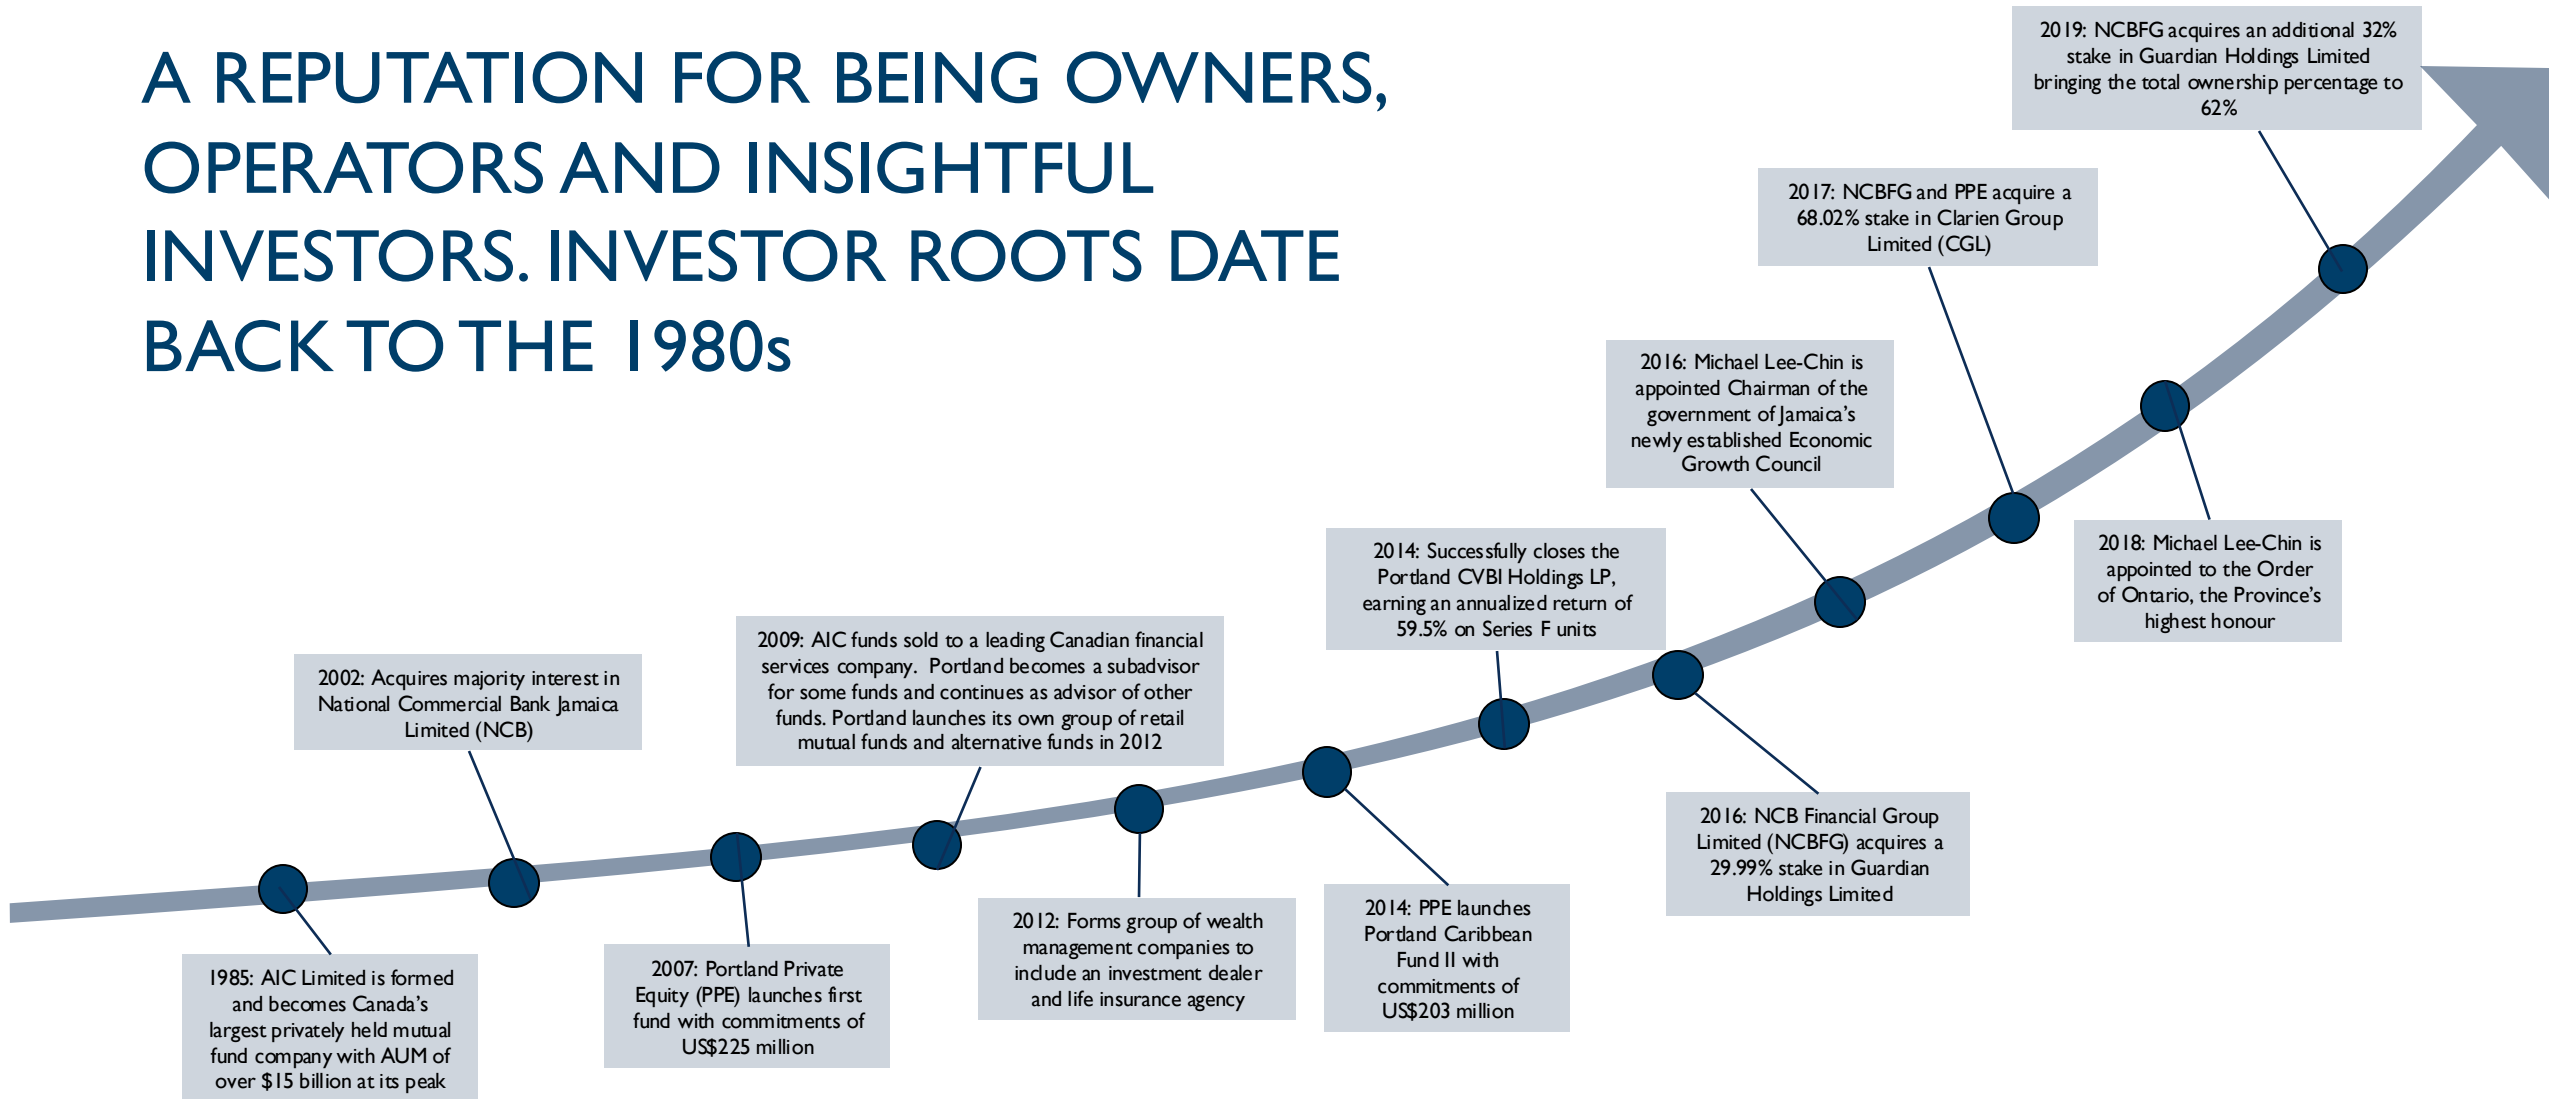 A REPUTATION FOR BEING OWNERS,
OPERATORS AND INSIGHTFUL
INVESTORS. INVESTOR ROOTS DATE
BACK TO THE 1980s
1985: AIC Limited is formed
and becomes Canada’s
largest privately held mutual
fund company with AUM of
over $15 billion at its peak
2002: Acquires majority interest in
National Commercial Bank Jamaica
Limited (NCB)
2007: Portland Private
Equity (PPE) launches first
fund with commitments of
US$225 million
2009: AIC funds sold to a leading Canadian financial
services company. Portland becomes a subadvisor
for some funds and continues as advisor of other
funds. Portland launches its own group of retail
mutual funds and alternative funds in 2012
2012: Forms group of wealth
management companies to
include an investment dealer
and life insurance agency
2014: PPE launches
Portland Caribbean
Fund II with
commitments of
US$203 million
2014: Successfully closes the
Portland CVBI Holdings LP,
earning an annualized return of
59.5% on Series F units
2016: NCB Financial Group
Limited (NCBFG) acquires a
29.99% stake in Guardian
Holdings Limited
2016: Michael Lee-Chin is
appointed Chairman of the
government of Jamaica’s
newly established Economic
Growth Council
2017: NCBFG and PPE acquire a
68.02% stake in Clarien Group
Limited (CGL)
2018: Michael Lee-Chin is
appointed to the Order
of Ontario, the Province’s
highest honour
2019: NCBFG acquires an additional 32%
stake in Guardian Holdings Limited
bringing the total ownership percentage to
62%